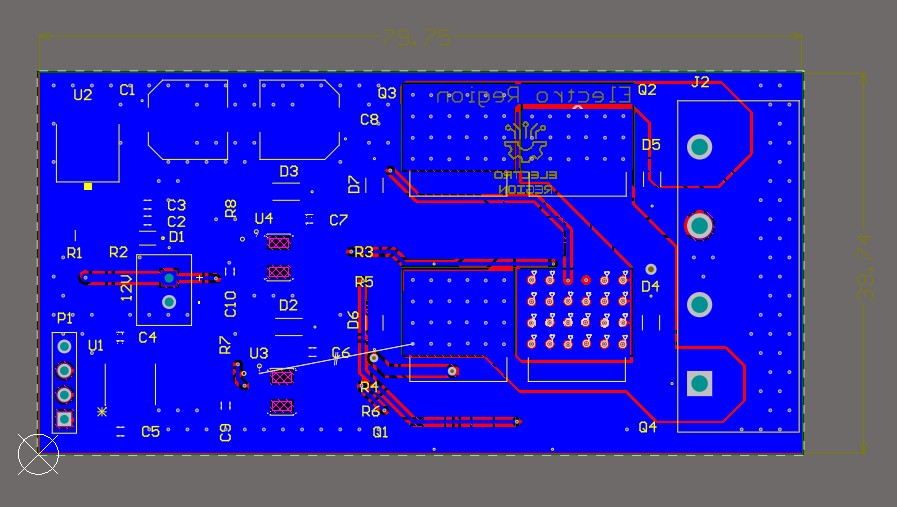 79.75
U2
C1
Q3
Electro Region
Q2
J2
C8
D5
D3
ELECTRO
REGION
D7
C3
C2
R8
U4
C7
R1
R2
D1
R3
12V
+
-
C10
R5
D4
D2
D6
P1
U1
C4
R7
U3
C6
R4
R6
C9
C5
Q1
Q4